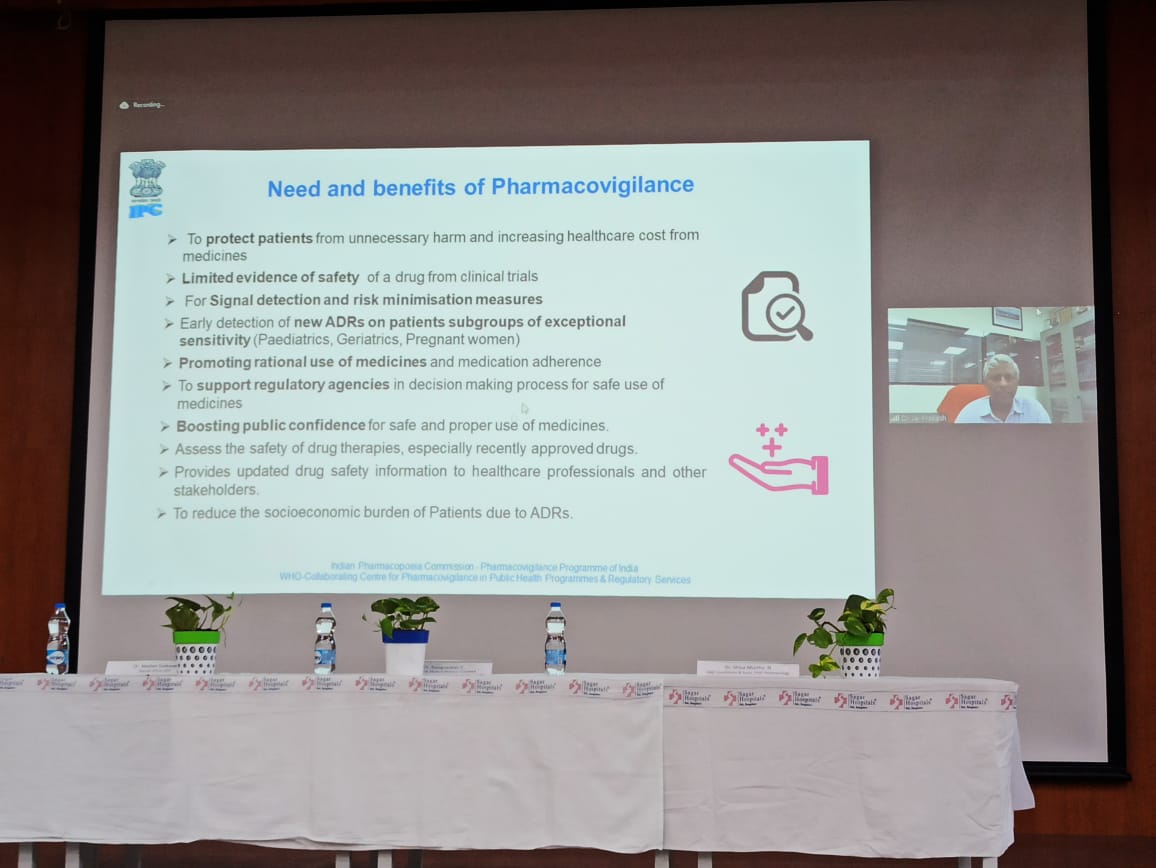 Recording...
IPC
Need and benefits of Pharmacovigilance
➢ To protect patients from unnecessary harm and increasing healthcare cost from
medicines
➢ Limited evidence of safety of a drug from clinical trials
➢ For Signal detection and risk minimisation measures
➢ Early detection of new ADRs on patients subgroups of exceptional
sensitivity (Paediatrics, Geriatrics, Pregnant women)
➢ Promoting rational use of medicines and medication adherence
➢ To support regulatory agencies in decision making process for safe use of
medicines
➢ Boosting public confidence for safe and proper use of medicines.
➢ Assess the safety of drug therapies, especially recently approved drugs.
➢ Provides updated drug safety information to healthcare professionals and other
stakeholders.
➢ To reduce the socioeconomic burden of Patients due to ADRs.
Indian Pharmacopoeia Commission - Pharmacovigilance Programme of India
WHO-Collaborating Centre for Pharmacovigilance in Public Health Programmes & Regulatory Services
Dr Jai Prakash
Dr. Shiva Murthy N
Sagar
Hospitals